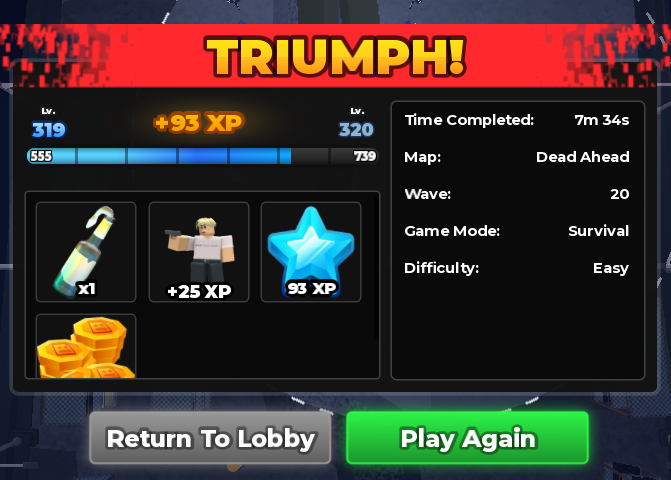 TRIUMPH!
Lv.
319
+93 XP
Lv.
320
555
739
x1
+25 XP
93 XP
Time Completed: 7m 34s
Map: Dead Ahead
Wave: 20
Game Mode: Survival
Difficulty: Easy
Return To Lobby
Play Again